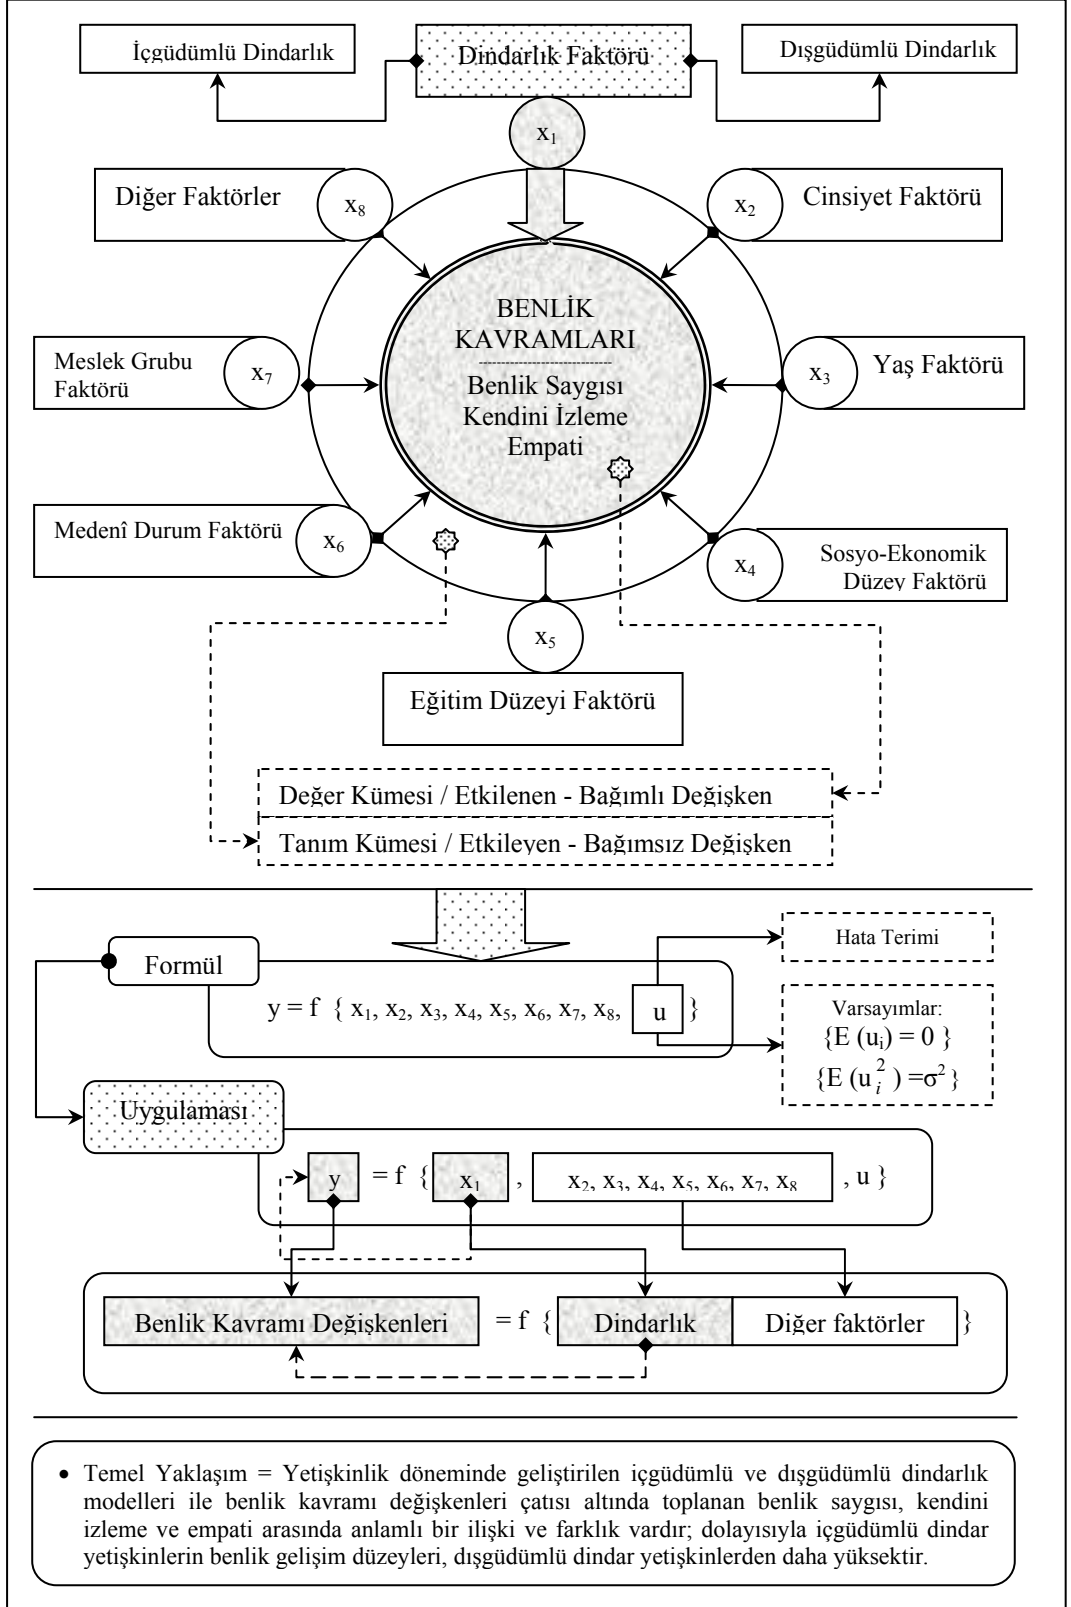 İçgüdümlü Dindarlık
Dindarlık Faktörü
Dışgüdümlü Dindarlık
x₁
Diğer Faktörler
x₈
x₂
Cinsiyet Faktörü
BENLİK
KAVRAMLARI
Benlik Saygısı
Kendini İzleme
Empati
Meslek Grubu
Faktörü
x₇
x₃
Yaş Faktörü
Medenî Durum Faktörü
x₆
x₄
Sosyo-Ekonomik
Düzey Faktörü
x₅
Eğitim Düzeyi Faktörü
Değer Kümesi / Etkilenen - Bağımlı Değişken
Tanım Kümesi / Etkileyen - Bağımsız Değişken
Formül
Hata Terimi
y = f { x₁, x₂, x₃, x₄, x₅, x₆, x₇, x₈, u }
Varsayımlar:
{E (uᵢ) = 0 }
{E (uᵢ²) =σ²}
Uygulaması
y = f { x₁ , x₂, x₃, x₄, x₅, x₆, x₇, x₈ , u }
Benlik Kavramı Değişkenleri = f { Dindarlık Diğer faktörler }
• Temel Yaklaşım = Yetişkinlik döneminde geliştirilen içgüdümlü ve dışgüdümlü dindarlık
modelleri ile benlik kavramı değişkenleri çatısı altında toplanan benlik saygısı, kendini
izleme ve empati arasında anlamlı bir ilişki ve farklık vardır; dolayısıyla içgüdümlü dindar
yetişkinlerin benlik gelişim düzeyleri, dışgüdümlü dindar yetişkinlerden daha yüksektir.